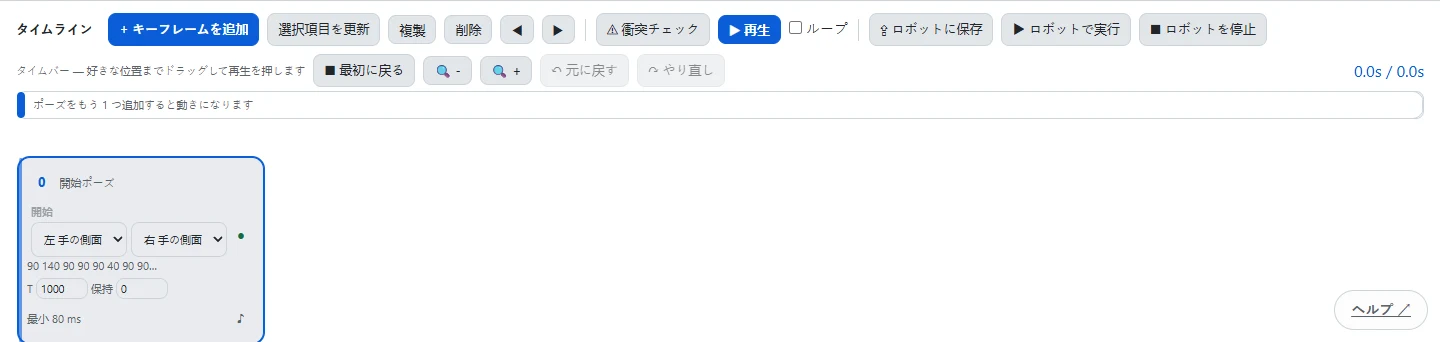 タイムライン + キーフレームを追加 選択項目を更新 複製 削除 ◀ ▶ ⚠ 衝突チェック ▶ 再生 ループ ⇪ ロボットに保存 ▶ ロボットで実行 ■ ロボットを停止
タイムバー — 好きな位置までドラッグして再生を押します ■ 最初に戻る 🔍 - 🔍 + ↶ 元に戻す ↷ やり直し 0.0s / 0.0s
ポーズをもう 1 つ追加すると動きになります
0 開始ポーズ
開始
左 手の側面 右 手の側面
90 140 90 90 90 40 90 90...
T 1000 保持 0
最小 80 ms ♪
ヘルプ ↗